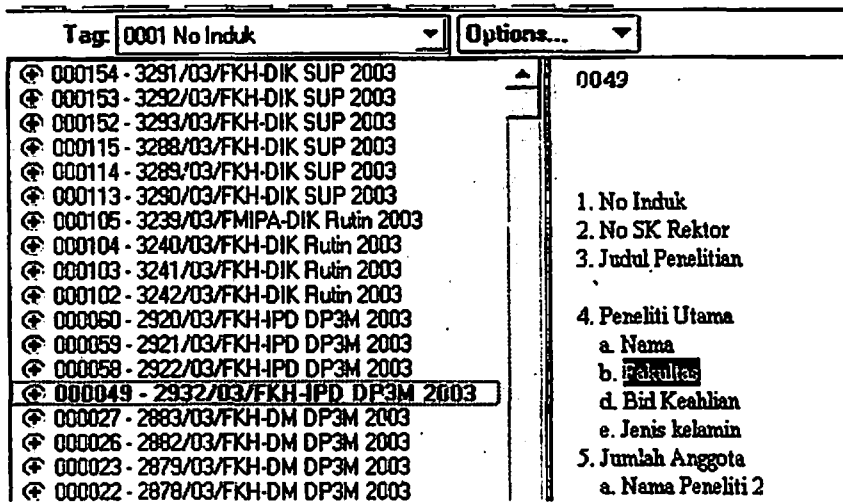 Tag: 0001 No Induk Options...
000154 - 3291/03/FKH-DIK SUP 2003
000153 - 3292/03/FKH-DIK SUP 2003
000152 - 3293/03/FKH-DIK SUP 2003
000115 - 3288/03/FKH-DIK SUP 2003
000114 - 3289/03/FKH-DIK SUP 2003
000113 - 3290/03/FKH-DIK SUP 2003
000105 - 3239/03/FMIPA-DIK Rutin 2003
000104 - 3240/03/FKH-DIK Rutin 2003
000103 - 3241/03/FKH-DIK Rutin 2003
000102 - 3242/03/FKH-DIK Rutin 2003
000060 - 2920/03/FKH-IPD DP3M 2003
000059 - 2921/03/FKH-IPD DP3M 2003
000058 - 2922/03/FKH-IPD DP3M 2003
000049 - 2932/03/FKH-IPD DP3M 2003
000027 - 2883/03/FKH-DM DP3M 2003
000026 - 2882/03/FKH-DM DP3M 2003
000023 - 2879/03/FKH-DM DP3M 2003
000022 - 2878/03/FKH-DM DP3M 2003
0049
1. No Induk
2. No SK Rektor
3. Judul Penelitian
4. Peneliti Utama
a. Nama
b. Fakultas
d. Bid Keahlian
e. Jenis kelamin
5. Jumlah Anggota
a. Nama Peneliti 2